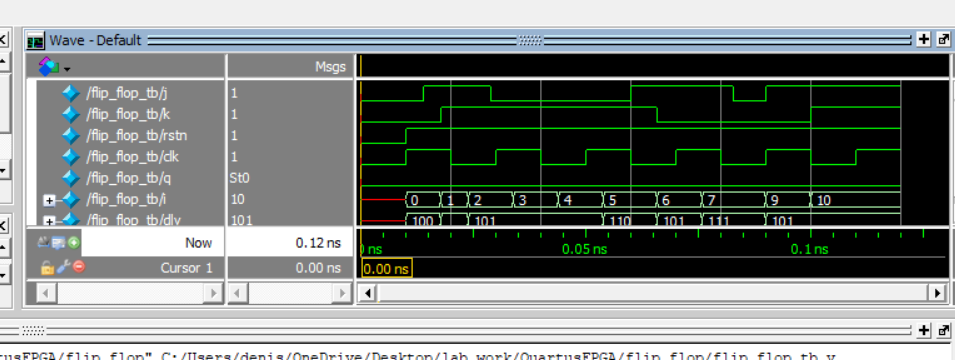 Wave - Default
Msgs
/flip_flop_tb/j 1
/flip_flop_tb/k 1
/flip_flop_tb/rstn 1
/flip_flop_tb/clk 1
/flip_flop_tb/q St0
/flip_flop_tb/i 10 0 1 2 3 4 5 6 7 9 10
/flip_flop_tb/dly 101 100 101 110 101 111 101
Now 0.12 ns ns 0.05 ns 0.1 ns
Cursor 1 0.00 ns 0.00 ns
tusFPGA/flip_flop" C:/Users/denis/OneDrive/Desktop/lab_work/QuartusFPGA/flip_flop/flip_flop_tb.v